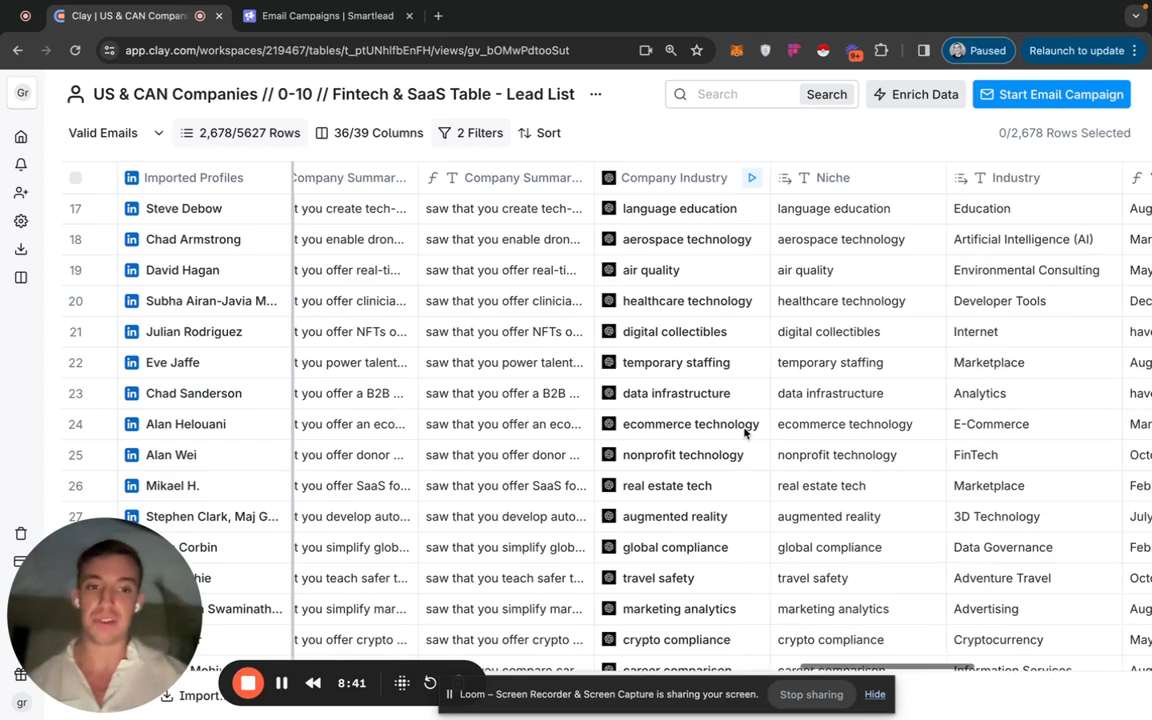 Clay | US & CAN Compani
Email Campaigns | Smartlead
app.clay.com/workspaces/219467/tables/t_ptUNhIfbEnFH/views/gv_bOMwPdtooSut
9+
Paused
Relaunch to update
Gr
US & CAN Companies // 0-10 // Fintech & SaaS Table - Lead List
Search
Search
Enrich Data
Start Email Campaign
Valid Emails
2,678/5627 Rows
36/39 Columns
2 Filters
Sort
0/2,678 Rows Selected
Imported Profiles Company Summar... Company Summar... Company Industry Niche Industry
17 Steve Debow t you create tech-... saw that you create tech-... language education language education Education Aug
18 Chad Armstrong t you enable dron... saw that you enable dron... aerospace technology aerospace technology Artificial Intelligence (AI) Mar
19 David Hagan t you offer real-ti... saw that you offer real-ti... air quality air quality Environmental Consulting May
20 Subha Airan-Javia M... t you offer clinicia... saw that you offer clinicia... healthcare technology healthcare technology Developer Tools Dec
21 Julian Rodriguez t you offer NFTs o... saw that you offer NFTs o... digital collectibles digital collectibles Internet have
22 Eve Jaffe t you power talent... saw that you power talent... temporary staffing temporary staffing Marketplace Aug
23 Chad Sanderson t you offer a B2B ... saw that you offer a B2B ... data infrastructure data infrastructure Analytics have
24 Alan Helouani t you offer an eco... saw that you offer an eco... ecommerce technology ecommerce technology E-Commerce Mar
25 Alan Wei t you offer donor ... saw that you offer donor ... nonprofit technology nonprofit technology FinTech Oct
26 Mikael H. t you offer SaaS fo... saw that you offer SaaS fo... real estate tech real estate tech Marketplace Feb
27 Stephen Clark, Maj G... t you develop auto... saw that you develop auto... augmented reality augmented reality 3D Technology July
Corbin t you simplify glob... saw that you simplify glob... global compliance global compliance Data Governance Feb
hie t you teach safer t... saw that you teach safer t... travel safety travel safety Adventure Travel Oct
Swaminath... t you simplify mar... saw that you simplify mar... marketing analytics marketing analytics Advertising Aug
t you offer crypto ... saw that you offer crypto ... crypto compliance crypto compliance Cryptocurrency May
career comparison career comparison Information Services
Import
8:41
Loom – Screen Recorder & Screen Capture is sharing your screen.
Stop sharing
Hide
gr